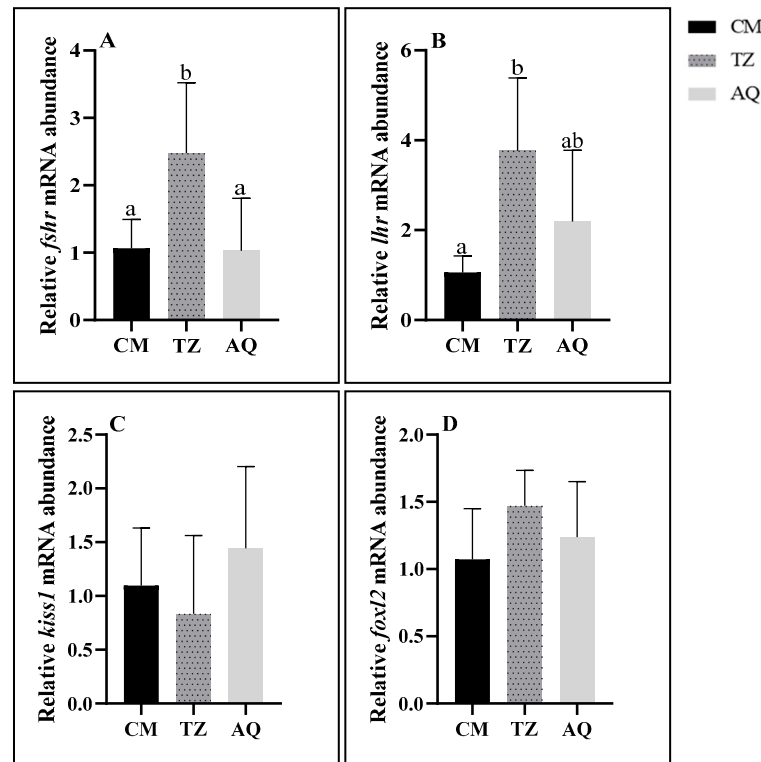 A
Relative fshr mRNA abundance
4
3
2
1
0
a
b
a
CM TZ AQ
B
Relative lhr mRNA abundance
6
4
2
0
a
b
ab
CM TZ AQ
CM
TZ
AQ
C
Relative kiss1 mRNA abundance
2.5
2.0
1.5
1.0
0.5
0.0
CM TZ AQ
D
Relative foxl2 mRNA abundance
2.0
1.5
1.0
0.5
0.0
CM TZ AQ